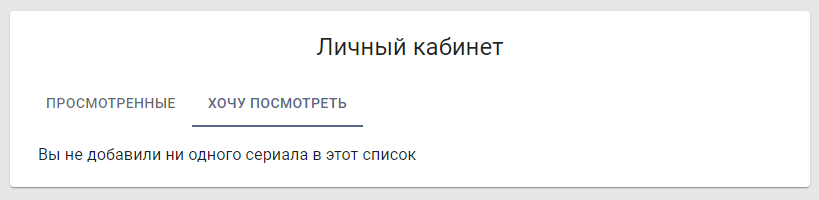 Личный кабинет
ПРОСМОТРЕННЫЕ ХОЧУ ПОСМОТРЕТЬ
Вы не добавили ни одного сериала в этот список